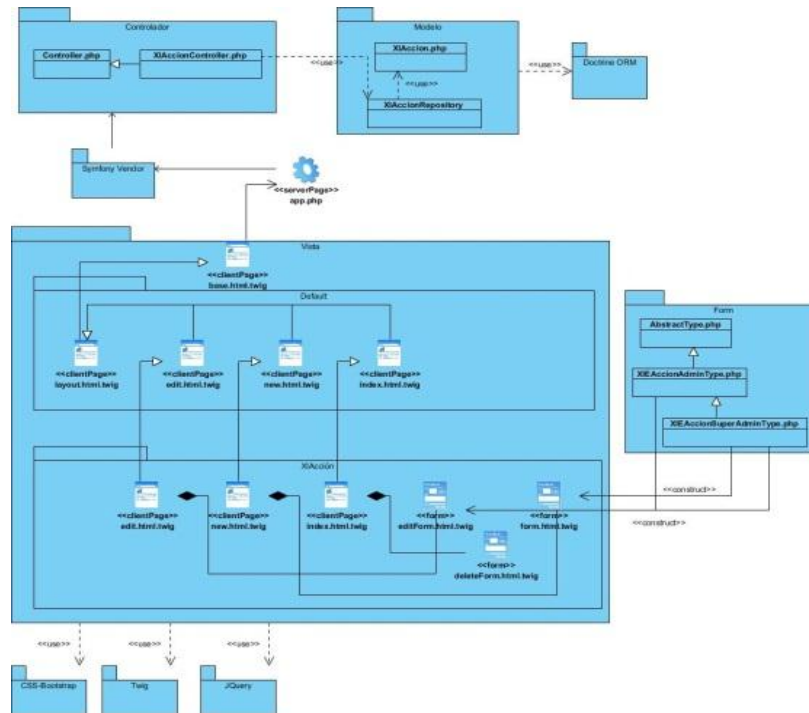 Controlador
Controller.php
XIAccionController.php
<<use>>
Modelo
XIAccion.php
<<use>>
XIAccionRepository
<<use>>
Doctrine ORM
Symfony Vendor
<<serverPage>>
app.php
Vista
<<clientPage>>
base.html.twig
Default
<<clientPage>>
layout.html.twig
<<clientPage>>
edit.html.twig
<<clientPage>>
new.html.twig
<<clientPage>>
index.html.twig
Form
AbstractType.php
XIEAccionAdminType.php
XIEAccionSuperAdminType.php
XIAcción
<<clientPage>>
edit.html.twig
<<clientPage>>
new.html.twig
<<clientPage>>
index.html.twig
<<form>>
editForm.html.twig
<<form>>
form.html.twig
<<form>>
deleteForm.html.twig
<<construct>>
<<construct>>
<<use>>
<<use>>
<<use>>
CSS-Bootstrap
Twig
JQuery